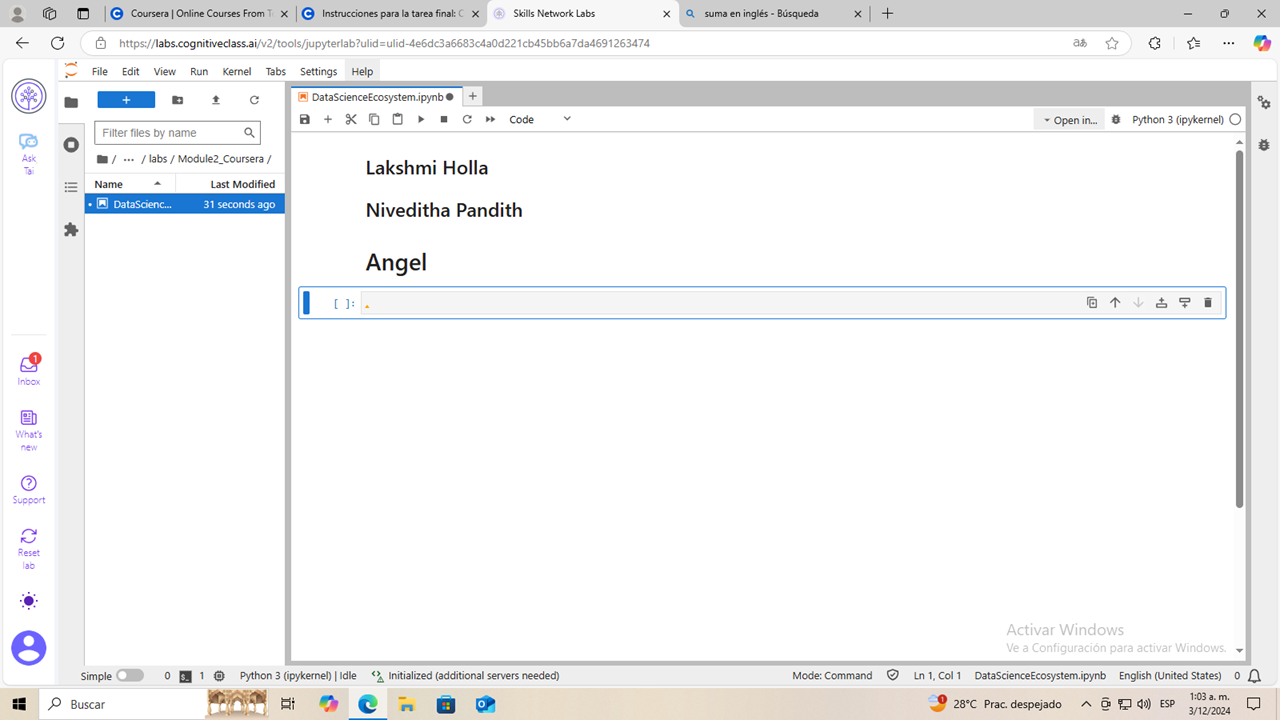 Coursera | Online Courses From T
Instrucciones para la tarea final: C
Skills Network Labs
suma en inglés - Búsqueda
https://labs.cognitiveclass.ai/v2/tools/jupyterlab?ulid=ulid-4e6dc3a6683c4a0d221cb45bb6a7da4691263474
File Edit View Run Kernel Tabs Settings Help
Ask
Tai
Inbox
1
What's
new
Support
Reset
lab
Filter files by name
/ ··· / labs / Module2_Coursera /
Name Last Modified
DataScienc... 31 seconds ago
DataScienceEcosystem.ipynb
Code
Open in...
Python 3 (ipykernel)
Lakshmi Holla
Niveditha Pandith
Angel
[ ]:
Activar Windows
Ve a Configuración para activar Windows.
Simple 0 1 Python 3 (ipykernel) | Idle Initialized (additional servers needed) Mode: Command Ln 1, Col 1 DataScienceEcosystem.ipynb English (United States) 0
Buscar
1
28°C Prac. despejado
ESP
1:03 a. m.
3/12/2024